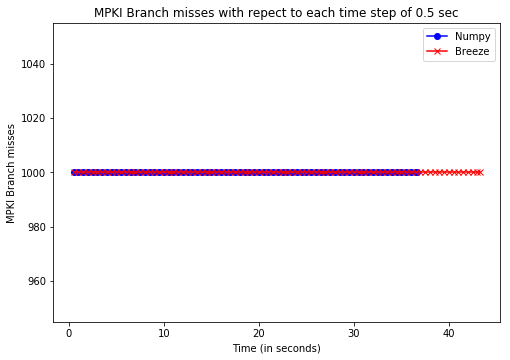 MPKI Branch misses with repect to each time step of 0.5 sec
Numpy
Breeze
1040
1020
1000
980
960
MPKI Branch misses
0 10 20 30 40
Time (in seconds)